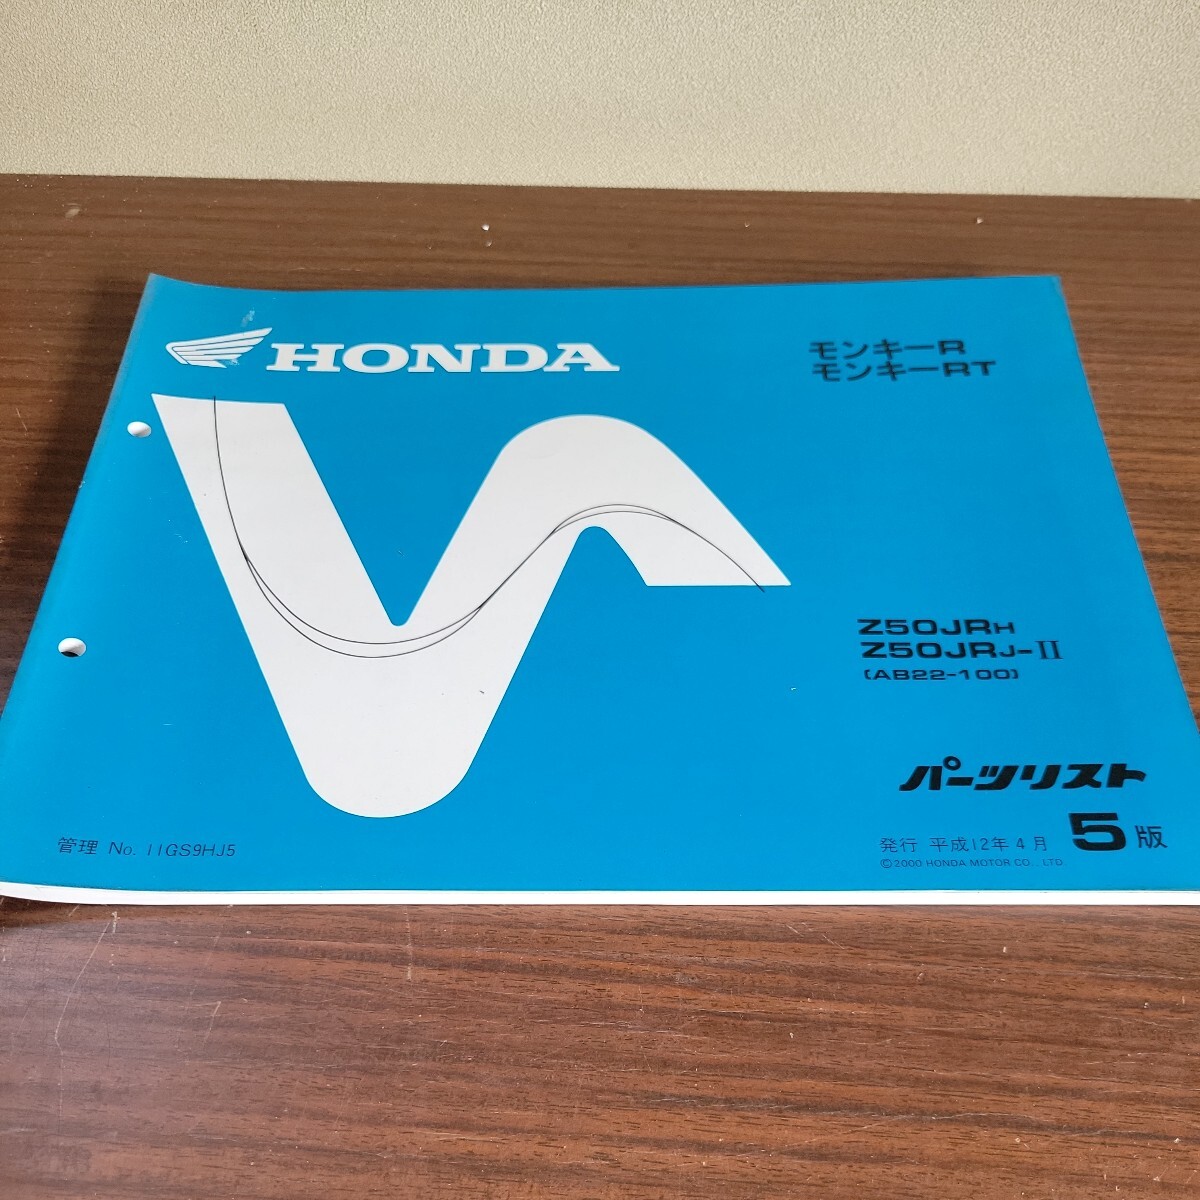 HONDA
モンキーR
モンキーRT
Z50JRH
Z50JRJ-II
(AB22-100)
パーツリスト
管理 No. 11GS9HJ5
発行 平成12年4月 5版
©2000 HONDA MOTOR CO., LTD.